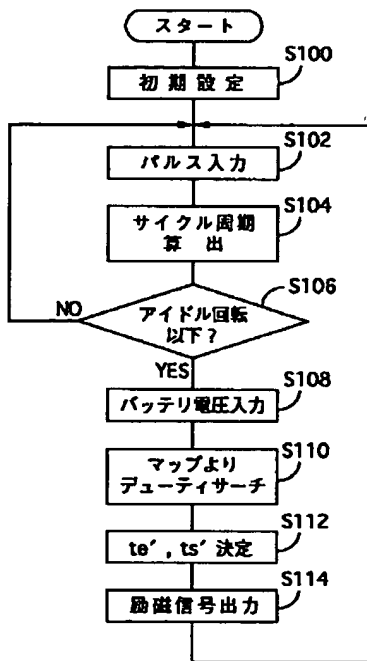 スタート
S100
初期設定
S102
パルス入力
S104
サイクル周期
算出
S106
アイドル回転
以下?
NO
YES
S108
バッテリ電圧入力
S110
マップより
デューティサーチ
S112
te′, ts′ 決定
S114
励磁信号出力